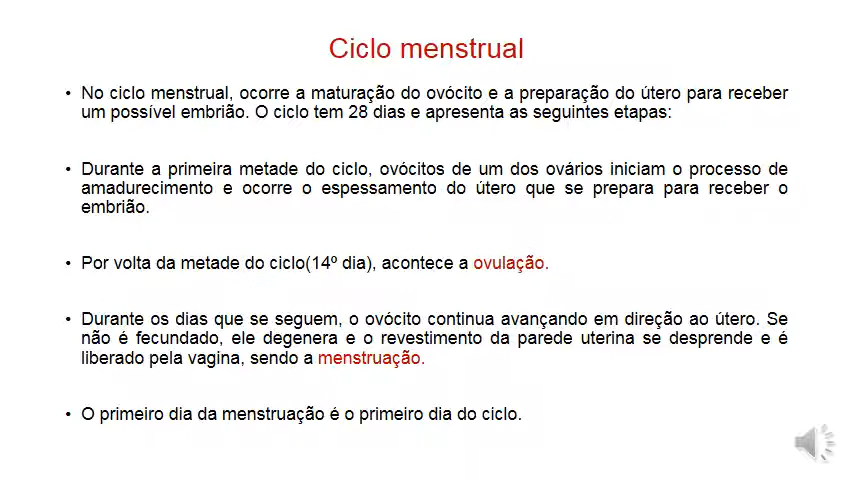 Ciclo menstrual
• No ciclo menstrual, ocorre a maturação do ovócito e a preparação do útero para receber
um possível embrião. O ciclo tem 28 dias e apresenta as seguintes etapas:
• Durante a primeira metade do ciclo, ovócitos de um dos ovários iniciam o processo de
amadurecimento e ocorre o espessamento do útero que se prepara para receber o
embrião.
• Por volta da metade do ciclo(14º dia), acontece a ovulação.
• Durante os dias que se seguem, o ovócito continua avançando em direção ao útero. Se
não é fecundado, ele degenera e o revestimento da parede uterina se desprende e é
liberado pela vagina, sendo a menstruação.
• O primeiro dia da menstruação é o primeiro dia do ciclo.